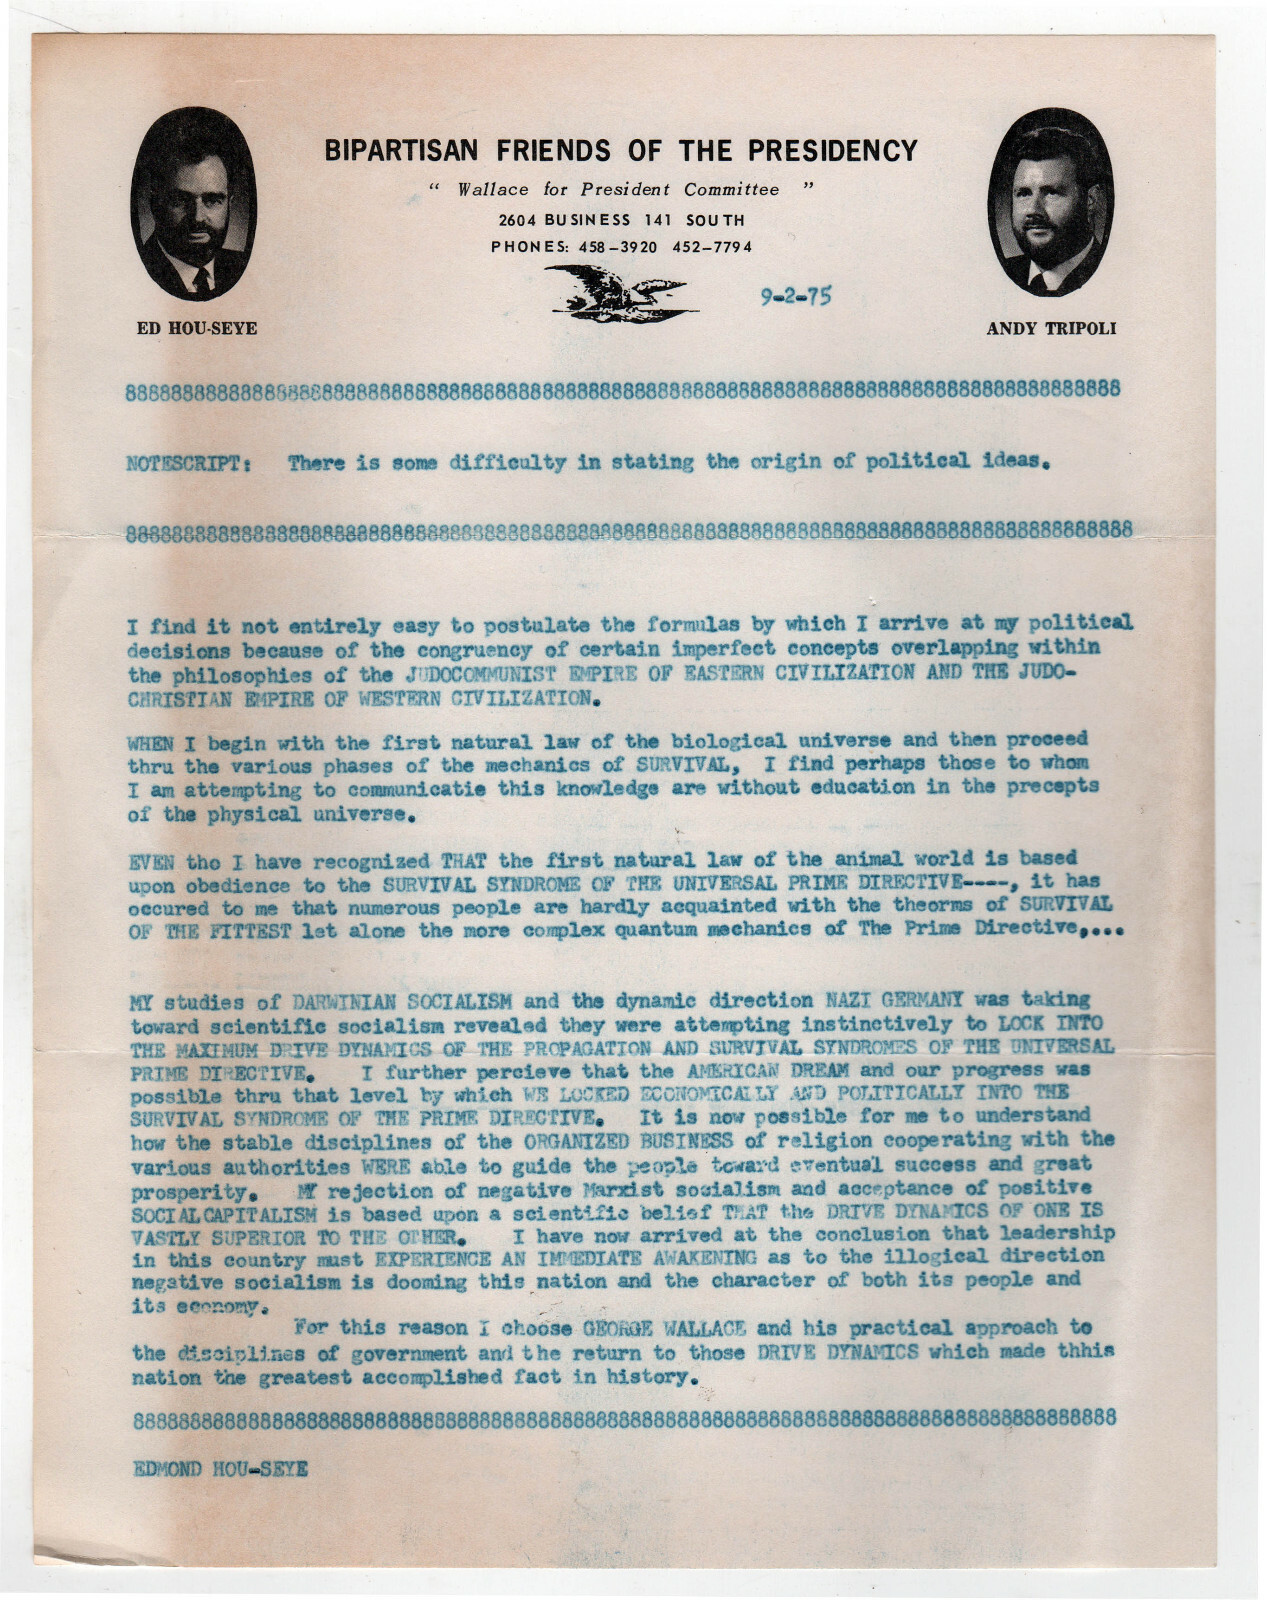 BIPARTISAN FRIENDS OF THE PRESIDENCY
" Wallace for President Committee "
2604 BUSINESS 141 SOUTH
PHONES: 458-3920 452-7794
9-2-75
ED HOU-SEYE
ANDY TRIPOLI
88888888888888888888888888888888888888888888888888888888888888888888888888888888888888
NOTESCRIPT:  There is some difficulty in stating the origin of political ideas.
888888888888888888888888888888888888888888888888888888888888888888888888888888888888888
I find it not entirely easy to postulate the formulas by which I arrive at my political
decisions because of the congruency of certain imperfect concepts overlapping within
the philosophies of the JUDOCOMMUNIST EMPIRE OF EASTERN CIVILIZATION AND THE JUDO-
CHRISTIAN EMPIRE OF WESTERN CIVILIZATION.
WHEN I begin with the first natural law of the biological universe and then proceed
thru the various phases of the mechanics of SURVIVAL, I find perhaps those to whom
I am attempting to communicatie this knowledge are without education in the precepts
of the physical universe.
EVEN tho I have recognized THAT the first natural law of the animal world is based
upon obedience to the SURVIVAL SYNDROME OF THE UNIVERSAL PRIME DIRECTIVE----, it has
occured to me that numerous people are hardly acquainted with the theorms of SURVIVAL
OF THE FITTEST let alone the more complex quantum mechanics of The Prime Directive,...
MY studies of DARWINIAN SOCIALISM and the dynamic direction NAZI GERMANY was taking
toward scientific socialism revealed they were attempting instinctively to LOCK INTO
THE MAXIMUM DRIVE DYNAMICS OF THE PROPAGATION AND SURVIVAL SYNDROMES OF THE UNIVERSAL
PRIME DIRECTIVE.  I further percieve that the AMERICAN DREAM and our progress was
possible thru that level by which WE LOCKED ECONOMICALLY AND POLITICALLY INTO THE
SURVIVAL SYNDROME OF THE PRIME DIRECTIVE.  It is now possible for me to understand
how the stable disciplines of the ORGANIZED BUSINESS of religion cooperating with the
various authorities WERE able to guide the people toward eventual success and great
prosperity.  MY rejection of negative Marxist socialism and acceptance of positive
SOCIALCAPITALISM is based upon a scientific belief THAT the DRIVE DYNAMICS OF ONE IS
VASTLY SUPERIOR TO THE OTHER.  I have now arrived at the conclusion that leadership
in this country must EXPERIENCE AN IMMEDIATE AWAKENING as to the illogical direction
negative socialism is dooming this nation and the character of both its people and
its economy.
For this reason I choose GEORGE WALLACE and his practical approach to
the disciplines of government and the return to those DRIVE DYNAMICS which made thhis
nation the greatest accomplished fact in history.
8888888888888888888888888888888888888888888888888888888888888888888888888888888888888
EDMOND HOU-SEYE